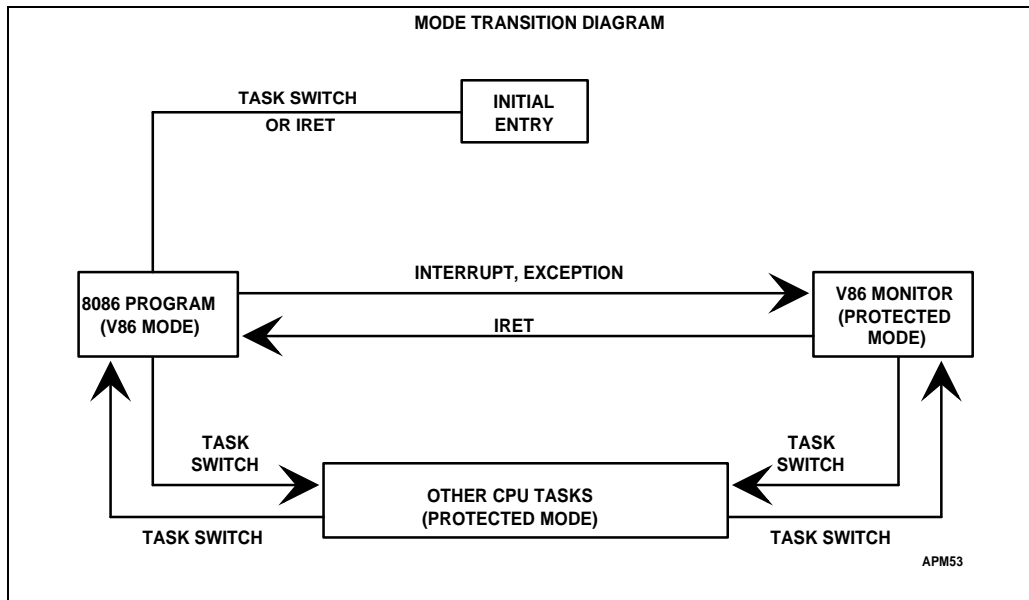 MODE TRANSITION DIAGRAM
TASK SWITCH
OR IRET
INITIAL
ENTRY
8086 PROGRAM
(V86 MODE)
INTERRUPT, EXCEPTION
IRET
V86 MONITOR
(PROTECTED
MODE)
TASK
SWITCH
TASK
SWITCH
OTHER CPU TASKS
(PROTECTED MODE)
TASK SWITCH
TASK SWITCH
APM53